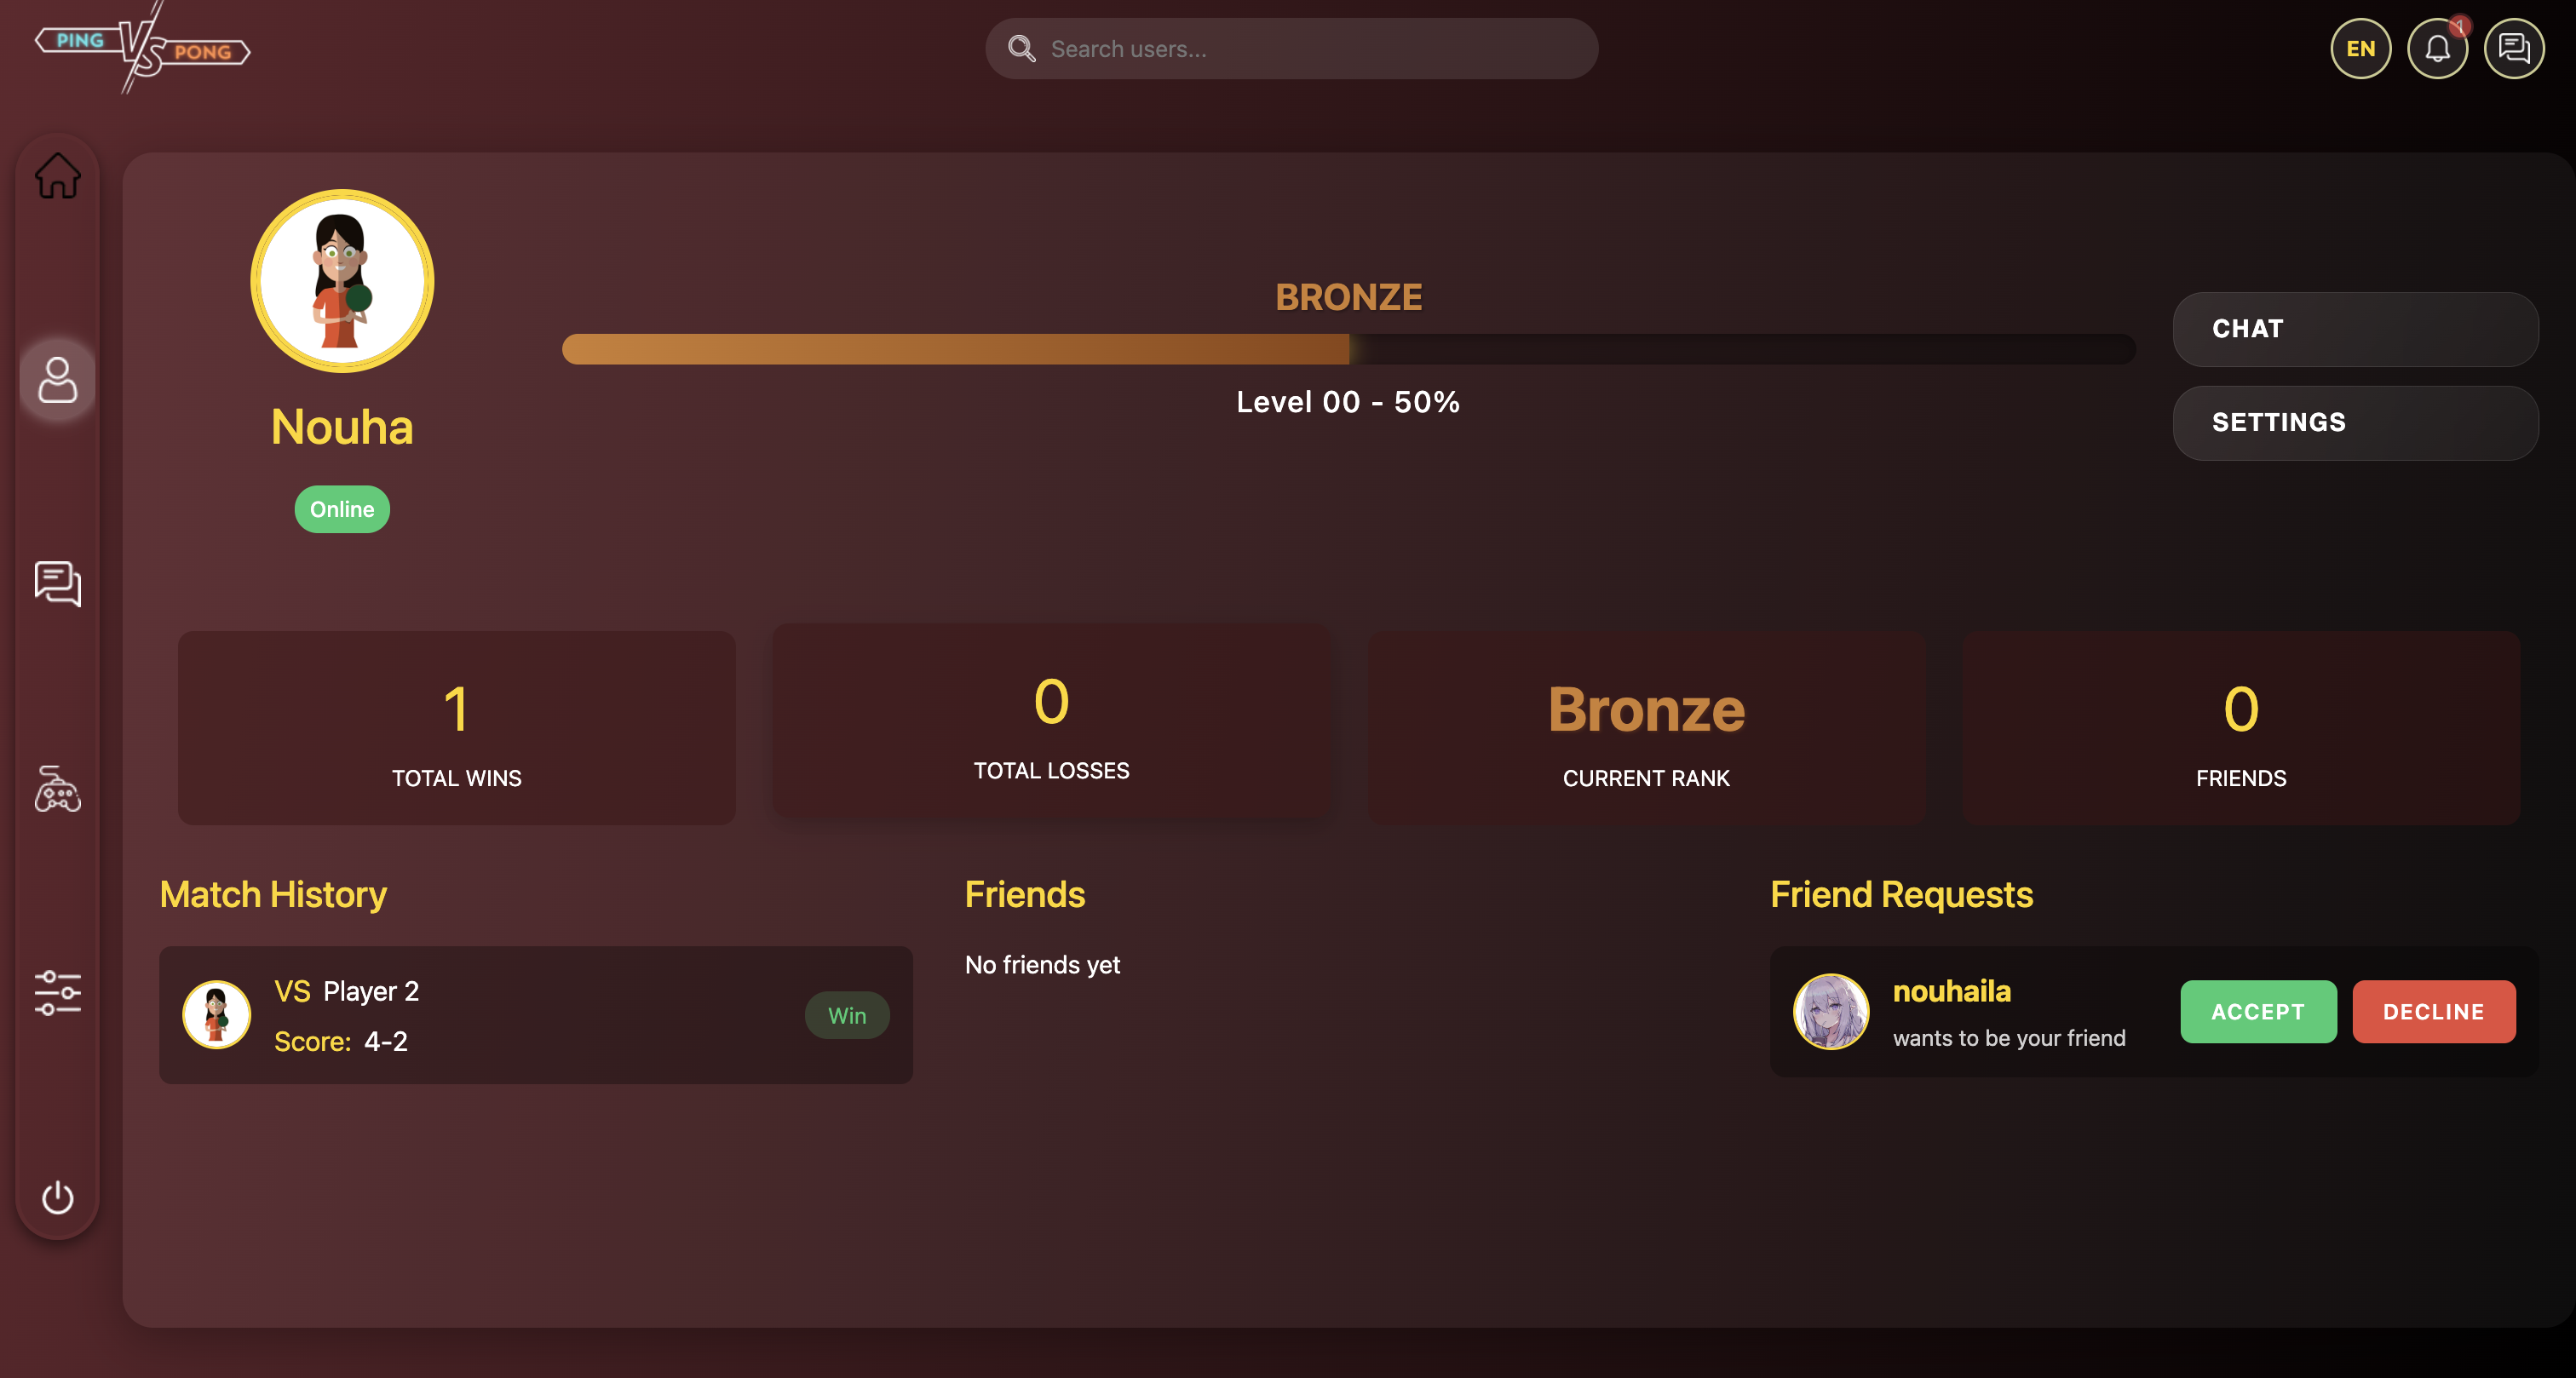 PING VS PONG
Search users...
EN
1
Nouha
Online
BRONZE
Level 00 - 50%
CHAT
SETTINGS
1
TOTAL WINS
0
TOTAL LOSSES
Bronze
CURRENT RANK
0
FRIENDS
Match History
VS Player 2
Score: 4-2
Win
Friends
No friends yet
Friend Requests
nouhaila
wants to be your friend
ACCEPT
DECLINE